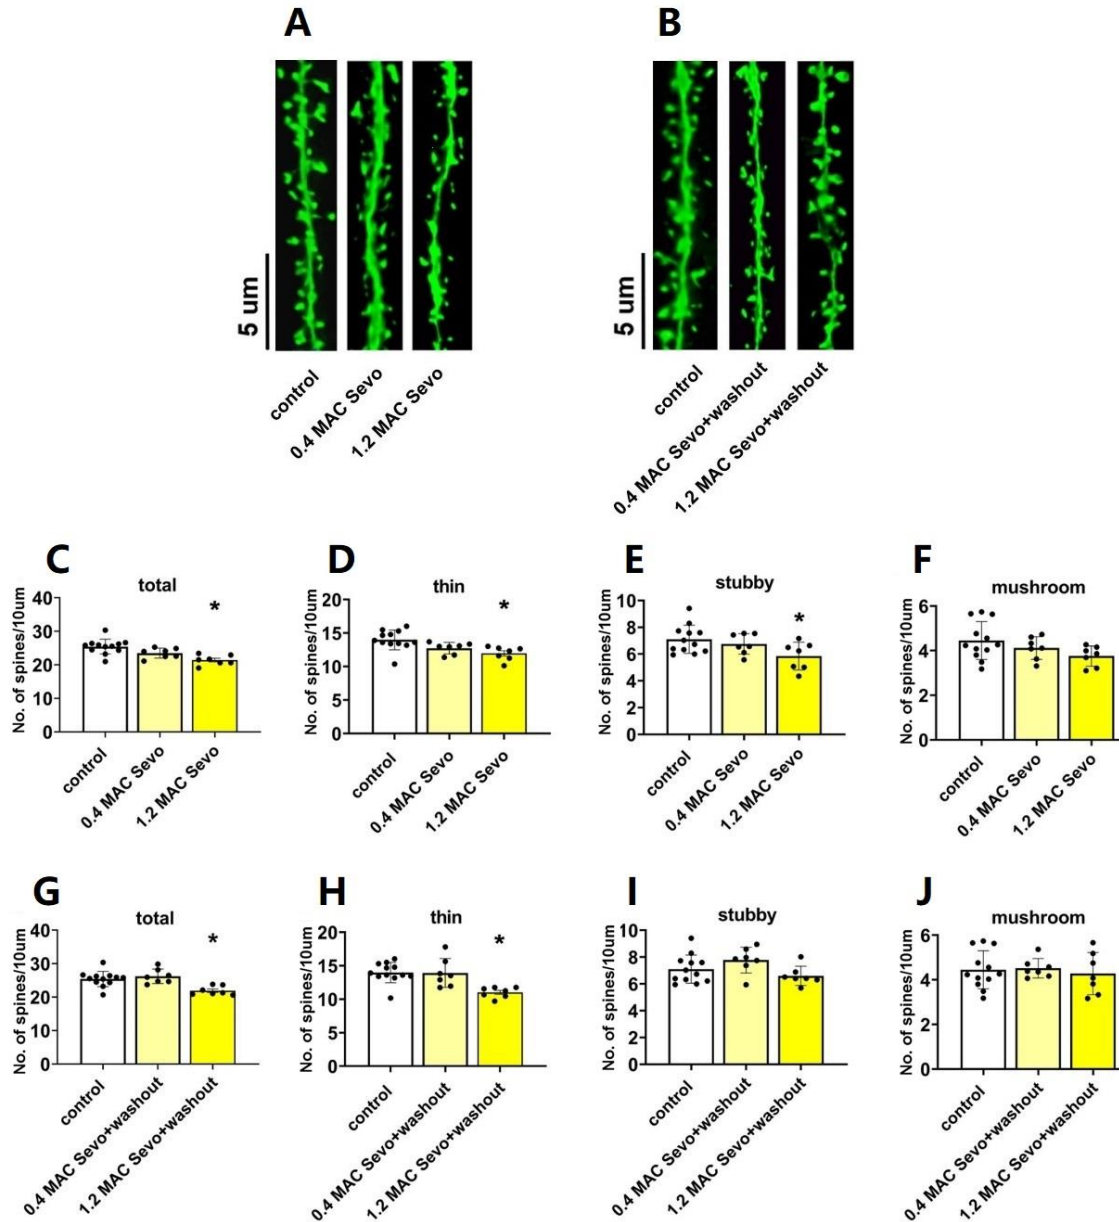 A
B
5 um
control
0.4 MAC Sevo
1.2 MAC Sevo
5 um
control
0.4 MAC Sevo+washout
1.2 MAC Sevo+washout
C
total
No. of spines/10um
40
30
20
10
0
*
control
0.4 MAC Sevo
1.2 MAC Sevo
D
thin
No. of spines/10um
20
15
10
5
0
*
control
0.4 MAC Sevo
1.2 MAC Sevo
E
stubby
No. of spines/10um
10
8
6
4
2
0
*
control
0.4 MAC Sevo
1.2 MAC Sevo
F
mushroom
No. of spines/10um
6
4
2
0
control
0.4 MAC Sevo
1.2 MAC Sevo
G
total
No. of spines/10um
40
30
20
10
0
*
control
0.4 MAC Sevo+washout
1.2 MAC Sevo+washout
H
thin
No. of spines/10um
20
15
10
5
0
*
control
0.4 MAC Sevo+washout
1.2 MAC Sevo+washout
I
stubby
No. of spines/10um
10
8
6
4
2
0
control
0.4 MAC Sevo+washout
1.2 MAC Sevo+washout
J
mushroom
No. of spines/10um
6
4
2
0
control
0.4 MAC Sevo+washout
1.2 MAC Sevo+washout